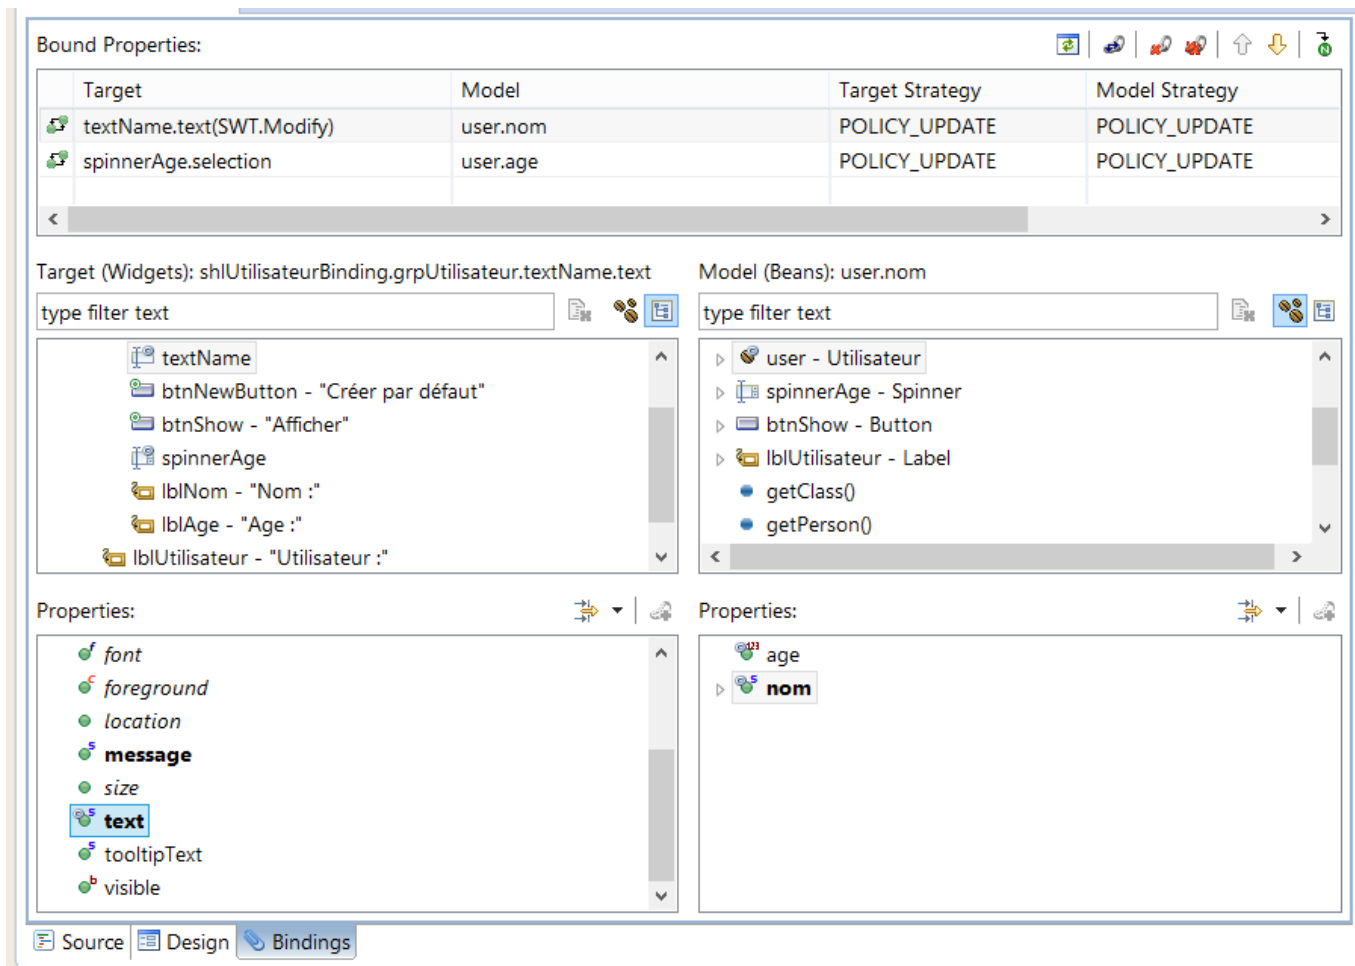 Bound Properties:
Target Model Target Strategy Model Strategy
textName.text(SWT.Modify) user.nom POLICY_UPDATE POLICY_UPDATE
spinnerAge.selection user.age POLICY_UPDATE POLICY_UPDATE
Target (Widgets): shlUtilisateurBinding.grpUtilisateur.textName.text
type filter text
textName
btnNewButton - "Créer par défaut"
btnShow - "Afficher"
spinnerAge
lblNom - "Nom :"
lblAge - "Age :"
lblUtilisateur - "Utilisateur :"
Model (Beans): user.nom
type filter text
user - Utilisateur
spinnerAge - Spinner
btnShow - Button
lblUtilisateur - Label
getClass()
getPerson()
Properties:
font
foreground
location
message
size
text
tooltipText
visible
Properties:
age
nom
Source Design Bindings